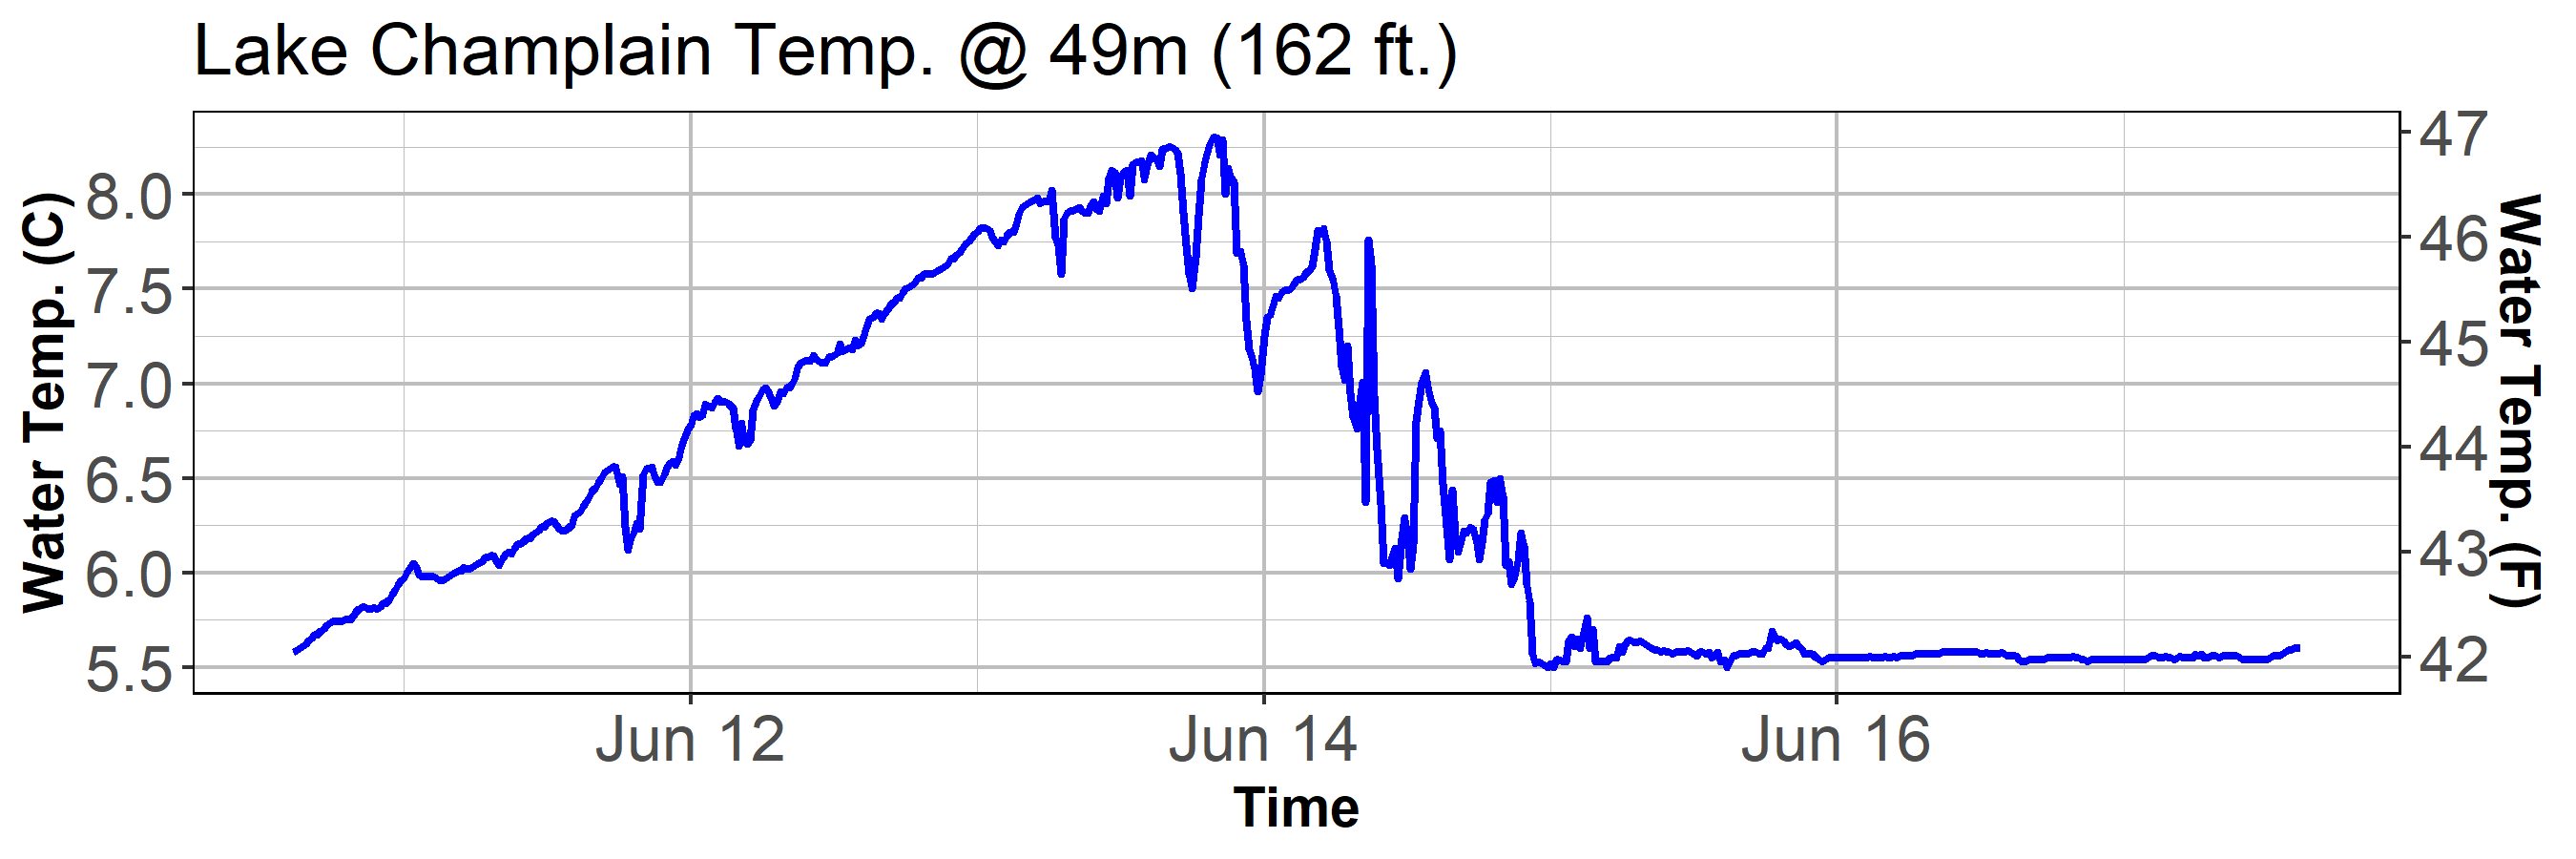 Lake Champlain Temp. @ 49m (162 ft.)
Water Temp. (C)
8.0
7.5
7.0
6.5
6.0
5.5
47
46
45
44
43
42
Water Temp. (F)
Jun 12
Jun 14
Jun 16
Time